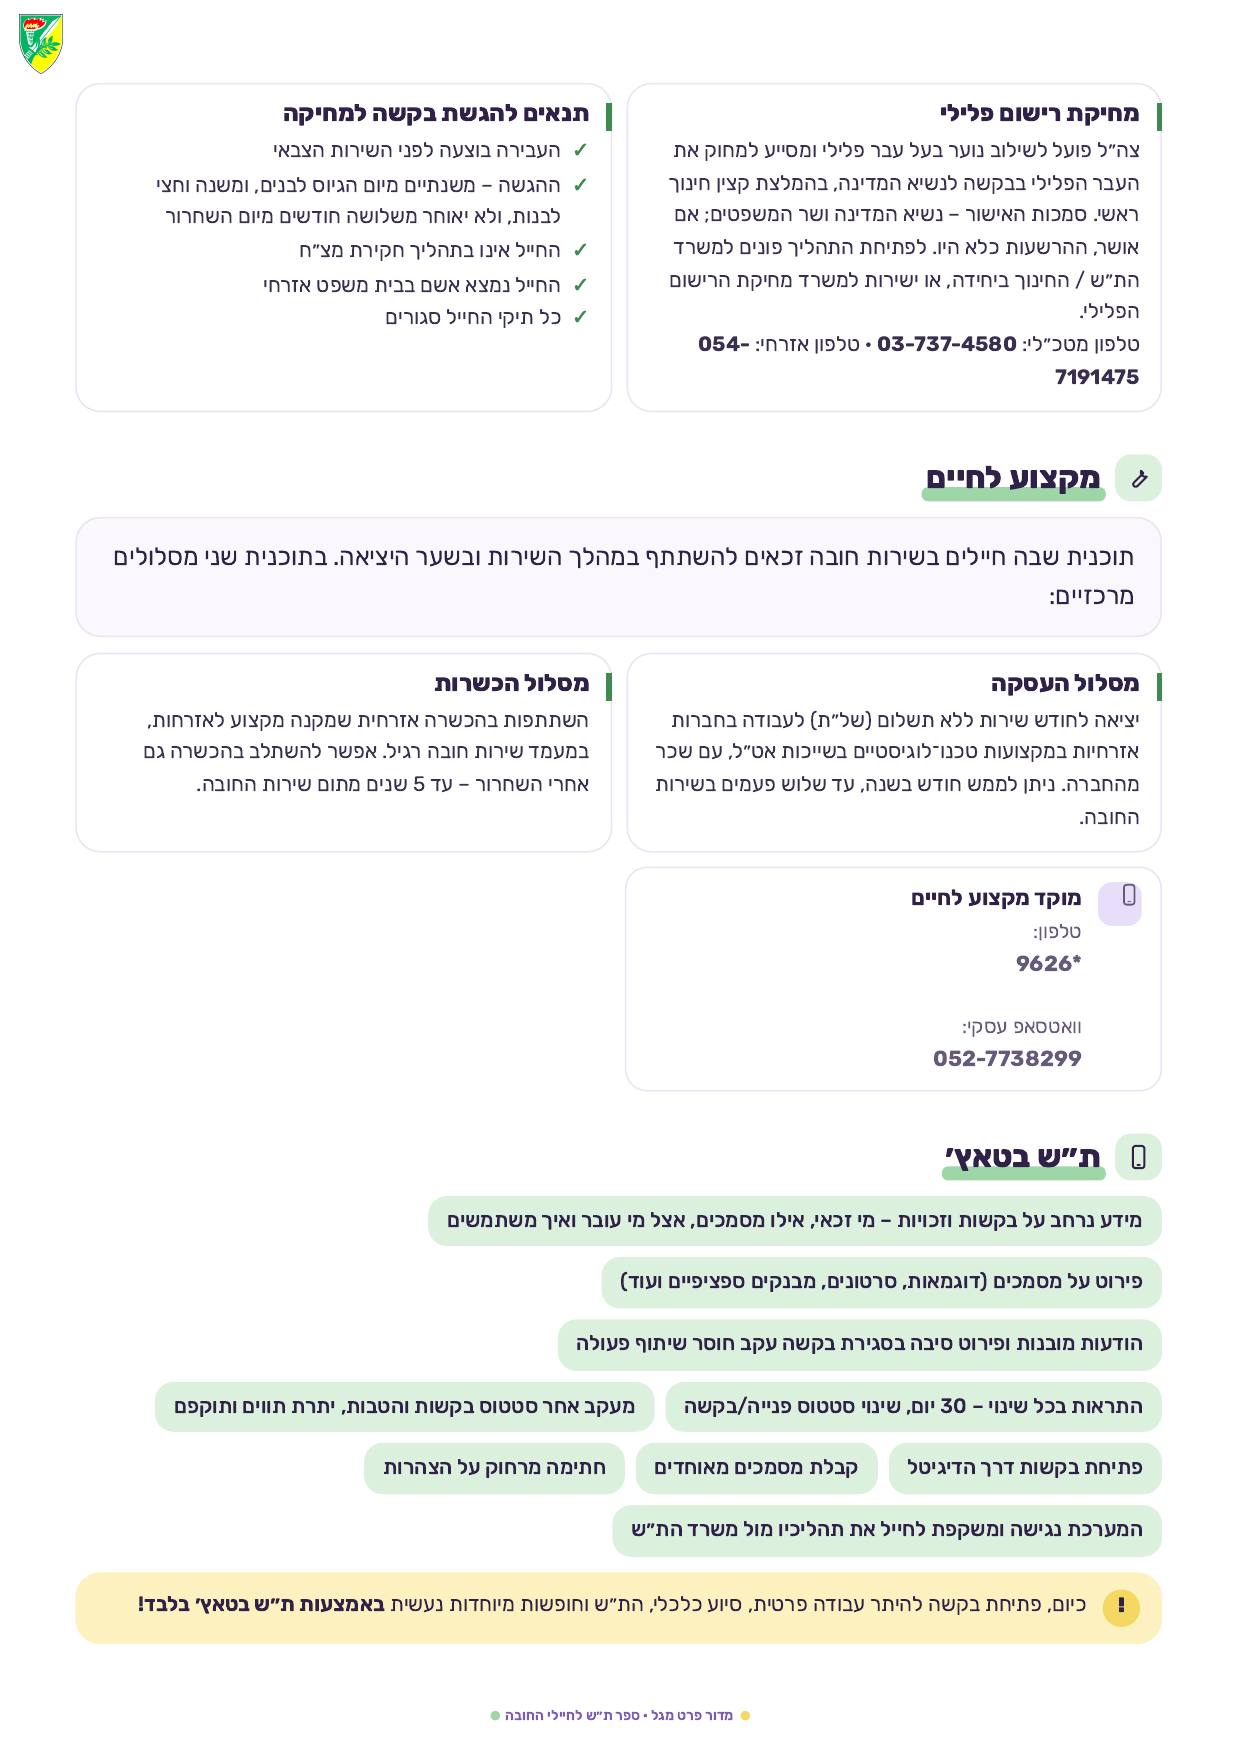 מחיקת רישום פלילי
צה״ל פועל לשילוב נוער בעל עבר פלילי ומסייע למחוק את
העבר הפלילי בבקשה לנשיא המדינה, בהמלצת קצין חינוך
ראשי. סמכות האישור – נשיא המדינה ושר המשפטים; אם
אושר, ההרשעות כלא היו. לפתיחת התהליך פונים למשרד
הת״ש / החינוך ביחידה, או ישירות למשרד מחיקת הרישום
הפלילי.
טלפון מטכ״לי: 03-737-4580 • טלפון אזרחי: 054-
7191475
תנאים להגשת בקשה למחיקה
✓ העבירה בוצעה לפני השירות הצבאי
✓ ההגשה – משנתיים מיום הגיוס לבנים, ומשנה וחצי
לבנות, ולא יאוחר משלושה חודשים מיום השחרור
✓ החייל אינו בתהליך חקירת מצ״ח
✓ החייל נמצא אשם בבית משפט אזרחי
✓ כל תיקי החייל סגורים
מקצוע לחיים
תוכנית שבה חיילים בשירות חובה זכאים להשתתף במהלך השירות ובשער היציאה. בתוכנית שני מסלולים
מרכזיים:
מסלול העסקה
יציאה לחודש שירות ללא תשלום (של״ת) לעבודה בחברות
אזרחיות במקצועות טכנו־לוגיסטיים בשייכות אט״ל, עם שכר
מהחברה. ניתן לממש חודש בשנה, עד שלוש פעמים בשירות
החובה.
מסלול הכשרות
השתתפות בהכשרה אזרחית שמקנה מקצוע לאזרחות,
במעמד שירות חובה רגיל. אפשר להשתלב בהכשרה גם
אחרי השחרור – עד 5 שנים מתום שירות החובה.
מוקד מקצוע לחיים
טלפון:
*9626
וואטסאפ עסקי:
052-7738299
ת״ש בטאץ׳
מידע נרחב על בקשות וזכויות – מי זכאי, אילו מסמכים, אצל מי עובר ואיך משתמשים
פירוט על מסמכים (דוגמאות, סרטונים, מבנקים ספציפיים ועוד)
הודעות מובנות ופירוט סיבה בסגירת בקשה עקב חוסר שיתוף פעולה
התראות בכל שינוי – 30 יום, שינוי סטטוס פנייה/בקשה
מעקב אחר סטטוס בקשות והטבות, יתרת תווים ותוקפם
פתיחת בקשות דרך הדיגיטל
קבלת מסמכים מאוחדים
חתימה מרחוק על הצהרות
המערכת נגישה ומשקפת לחייל את תהליכיו מול משרד הת״ש
! כיום, פתיחת בקשה להיתר עבודה פרטית, סיוע כלכלי, הת״ש וחופשות מיוחדות נעשית באמצעות ת״ש בטאץ׳ בלבד!
מדור פרט מגל • ספר ת״ש לחיילי החובה